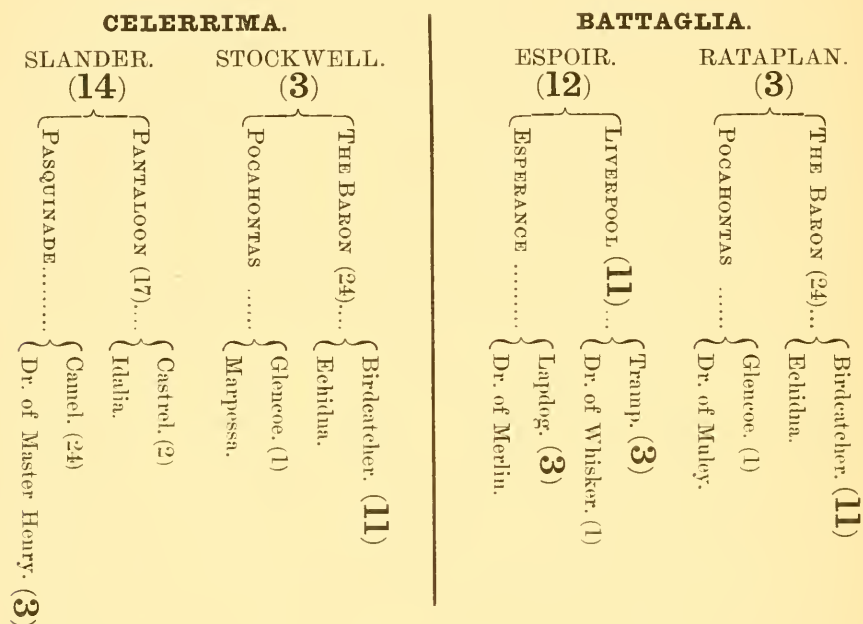 CELERRIMA.
SLANDER. STOCKWELL.
(14) (3)
THE BARON (24)....
Birdcatcher. (11)
Echidna.
POCAHONTAS ......
Glencoe. (1)
Marpessa.
PANTALOON (17)....
Castrel. (2)
Idalia.
PASQUINADE.........
Camel. (24)
Dr. of Master Henry. (3)
BATTAGLIA.
ESPOIR. RATAPLAN.
(12) (3)
THE BARON (24)...
Birdcatcher. (11)
Echidna.
POCAHONTAS ......
Glencoe. (1)
Dr. of Muley.
LIVERPOOL (11)...
Tramp. (3)
Dr. of Whisker. (1)
ESPERANCE .........
Lapdog. (3)
Dr. of Merlin.